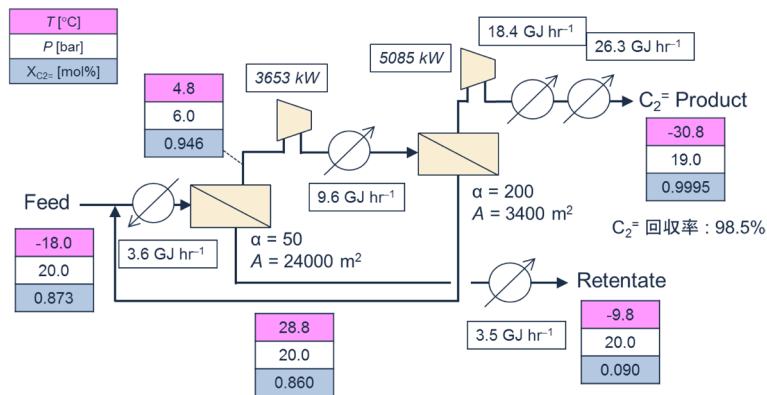 T [°C]
P [bar]
X_C2= [mol%]
4.8
6.0
0.946
3653 kW
5085 kW
18.4 GJ hr⁻¹
26.3 GJ hr⁻¹
C₂⁼ Product
-30.8
19.0
0.9995
9.6 GJ hr⁻¹
α = 200
A = 3400 m²
C₂⁼ 回収率 : 98.5%
Feed
-18.0
20.0
0.873
3.6 GJ hr⁻¹
α = 50
A = 24000 m²
Retentate
3.5 GJ hr⁻¹
-9.8
20.0
0.090
28.8
20.0
0.860